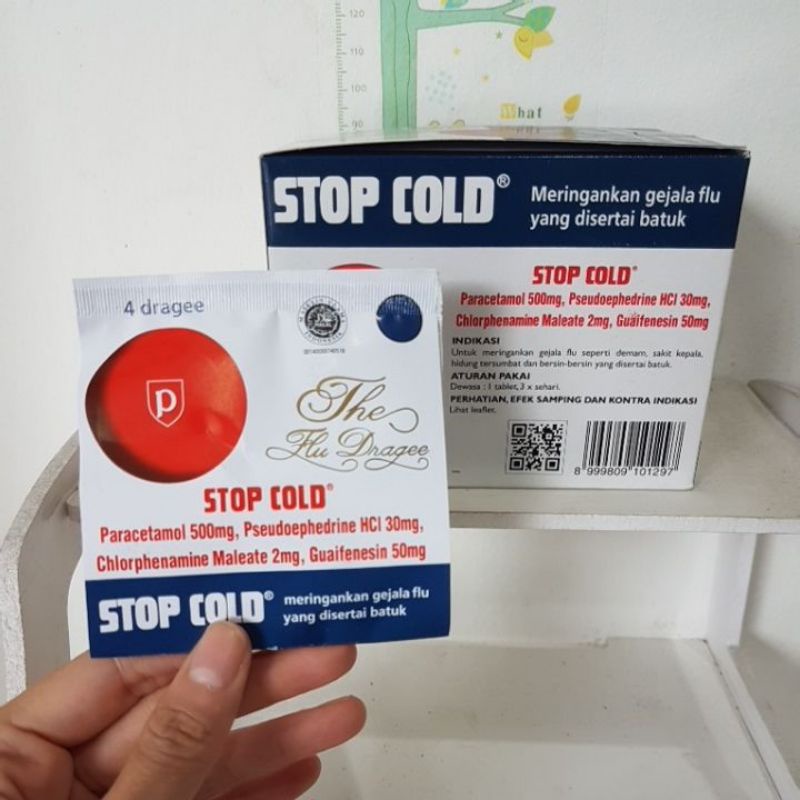 120
110
100
90
What
STOP COLD®
Meringankan gejala flu
yang disertai batuk
STOP COLD®
Paracetamol 500mg, Pseudoephedrine HCl 30mg,
Chlorphenamine Maleate 2mg, Guaifenesin 50mg
INDIKASI
Untuk meringankan gejala flu seperti demam, sakit kepala,
hidung tersumbat dan bersin-bersin yang disertai batuk.
ATURAN PAKAI
Dewasa : 1 tablet, 3 x sehari.
PERHATIAN, EFEK SAMPING DAN KONTRA INDIKASI
Lihat leaflet.
8 999809 101297
4 dragee
p
The
Flu Dragee
STOP COLD®
Paracetamol 500mg, Pseudoephedrine HCl 30mg,
Chlorphenamine Maleate 2mg, Guaifenesin 50mg
STOP COLD®
meringankan gejala flu
yang disertai batuk